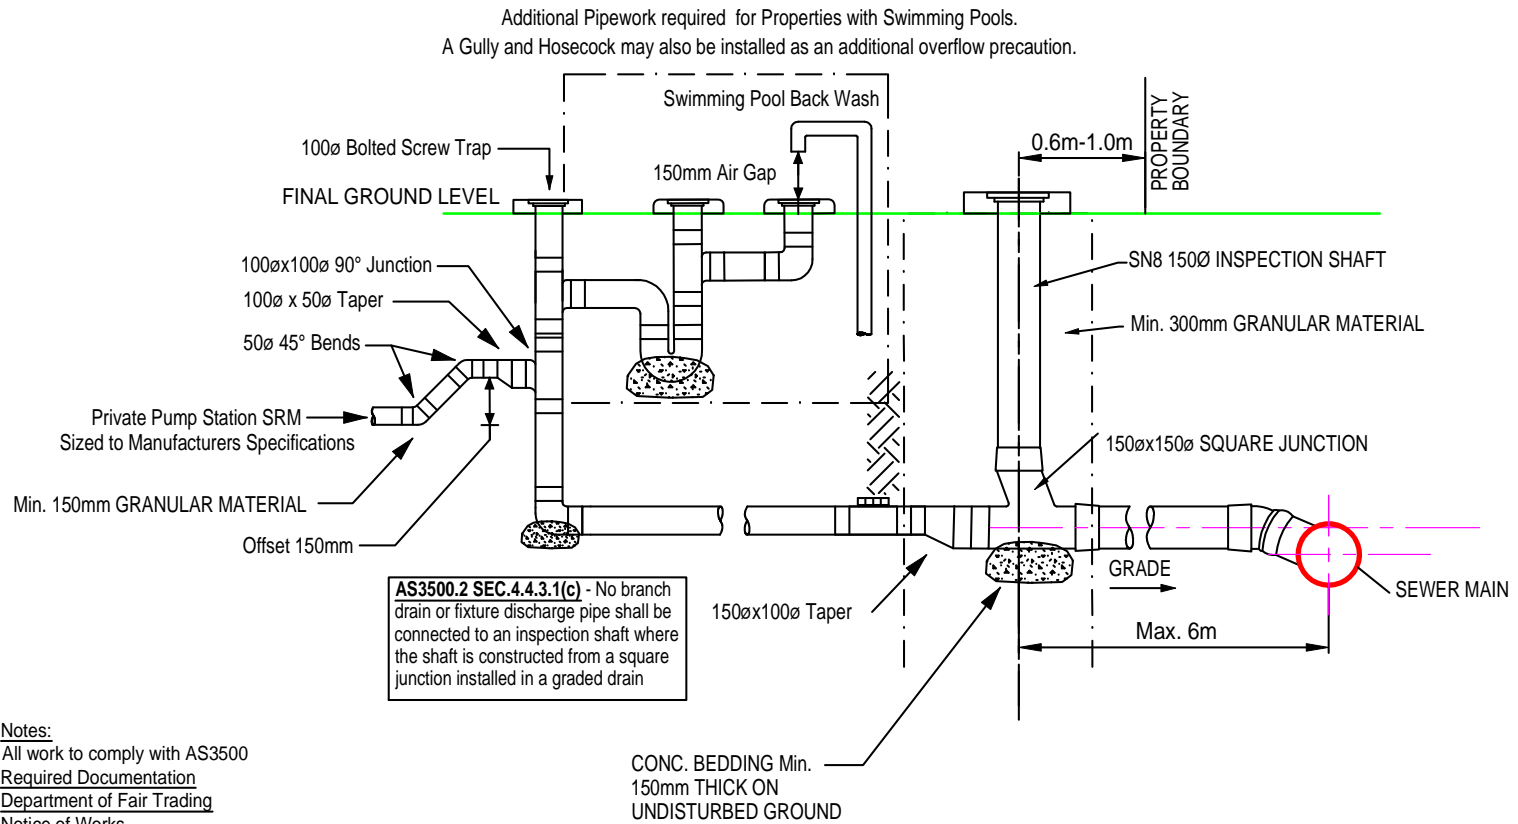 Additional Pipework required for Properties with Swimming Pools.
A Gully and Hosecock may also be installed as an additional overflow precaution.
Swimming Pool Back Wash
PROPERTY
BOUNDARY
0.6m-1.0m
100ø Bolted Screw Trap
150mm Air Gap
FINAL GROUND LEVEL
100øx100ø 90° Junction
SN8 150Ø INSPECTION SHAFT
100ø x 50ø Taper
Min. 300mm GRANULAR MATERIAL
50ø 45° Bends
Private Pump Station SRM
Sized to Manufacturers Specifications
150øx150ø SQUARE JUNCTION
Min. 150mm GRANULAR MATERIAL
Offset 150mm
GRADE
SEWER MAIN
AS3500.2 SEC.4.4.3.1(c) - No branch
drain or fixture discharge pipe shall be
connected to an inspection shaft where
the shaft is constructed from a square
junction installed in a graded drain
150øx100ø Taper
Max. 6m
Notes:
All work to comply with AS3500
Required Documentation
Department of Fair Trading
Notice of Works
CONC. BEDDING Min.
150mm THICK ON
UNDISTURBED GROUND